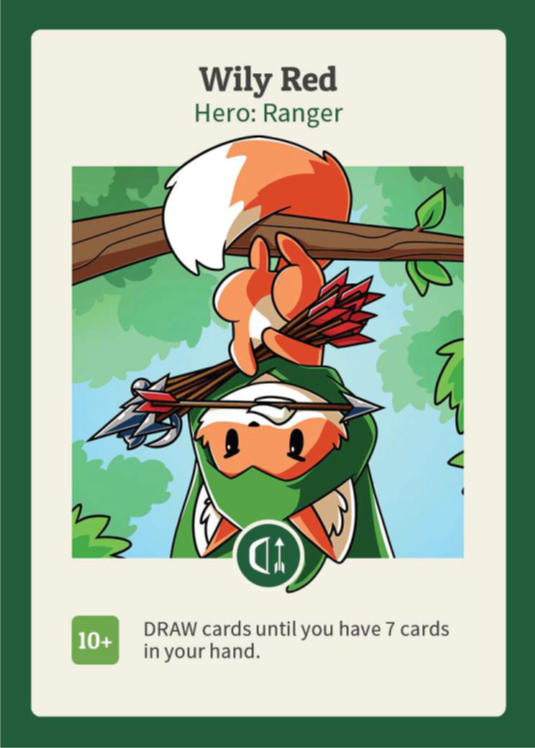 Wily Red
Hero: Ranger
10+
DRAW cards until you have 7 cards
in your hand.